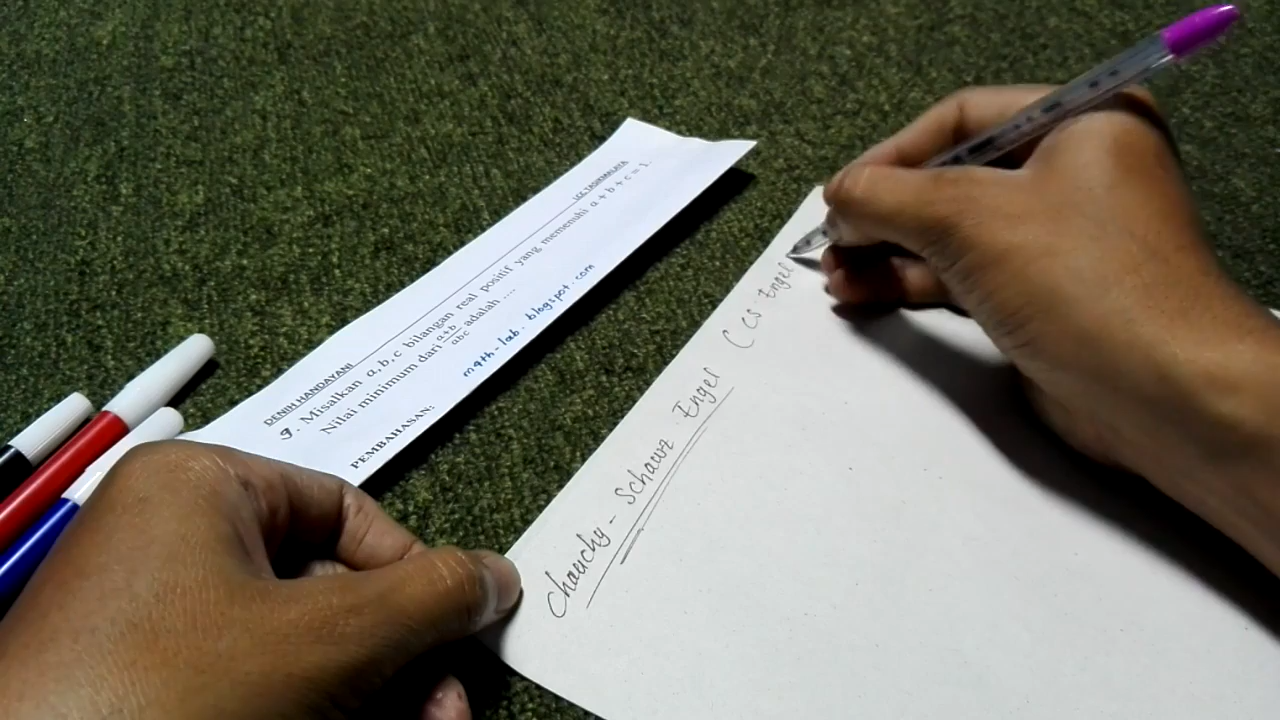 DENIH HANDAYANI
LCC TASIKMALAYA
9. Misalkan a, b, c bilangan real positif yang memenuhi a + b + c = 1.
Nilai minimum dari a+b/abc adalah ....
math-lab.blogspot.com
PEMBAHASAN:
Chauchy - Schawz Engel ( CS Engel